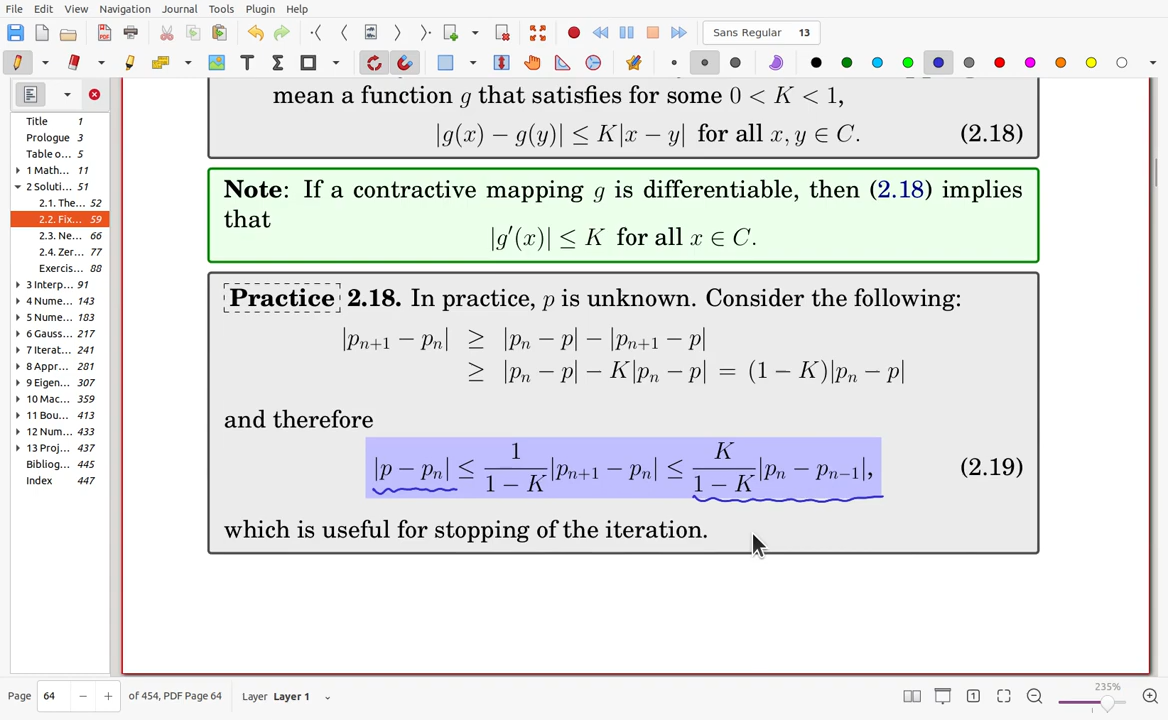 File Edit View Navigation Journal Tools Plugin Help
Sans Regular 13
Title 1
Prologue 3
Table o... 5
1 Math... 11
2 Soluti... 51
2.1. The... 52
2.2. Fix... 59
2.3. Ne... 66
2.4. Zer... 77
Exercis... 88
3 Interp... 91
4 Nume... 143
5 Nume... 183
6 Gauss... 217
7 Iterat... 241
8 Appr... 281
9 Eigen... 307
10 Mac... 359
11 Bou... 413
12 Num... 433
13 Proj... 437
Bibliog... 445
Index 447
mean a function g that satisfies for some 0 < K < 1,
|g(x) − g(y)| ≤ K|x − y| for all x, y ∈ C. (2.18)
Note: If a contractive mapping g is differentiable, then (2.18) implies
that
|g′(x)| ≤ K for all x ∈ C.
Practice 2.18. In practice, p is unknown. Consider the following:
|pₙ₊₁ − pₙ| ≥ |pₙ − p| − |pₙ₊₁ − p|
≥ |pₙ − p| − K|pₙ − p| = (1 − K)|pₙ − p|
and therefore
|p − pₙ| ≤ 1/(1 − K) |pₙ₊₁ − pₙ| ≤ K/(1 − K) |pₙ − pₙ₋₁|, (2.19)
which is useful for stopping of the iteration.
Page 64 − + of 454, PDF Page 64 Layer Layer 1 235%